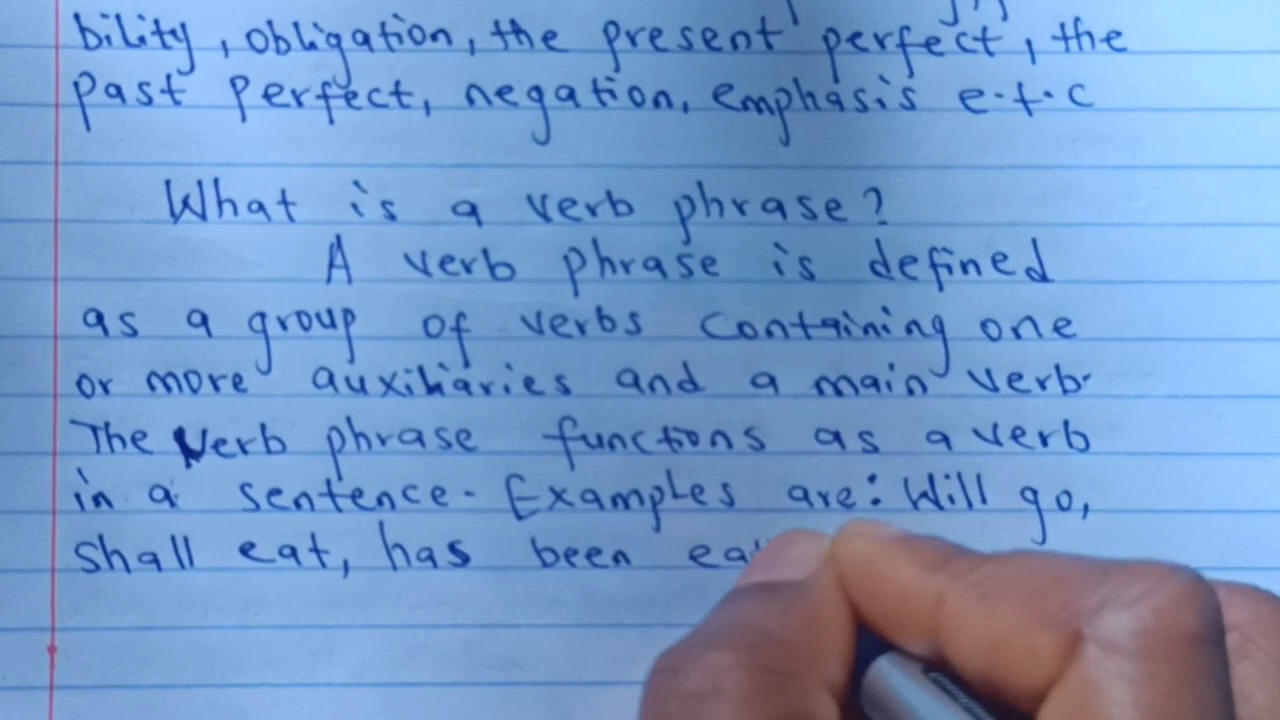 bility, obligation, the present perfect, the
past perfect, negation, emphasis e.t.c
What is a verb phrase?
A verb phrase is defined
as a group of verbs containing one
or more auxiliaries and a main verb.
The verb phrase functions as a verb
in a sentence. Examples are: Will go,
shall eat, has been